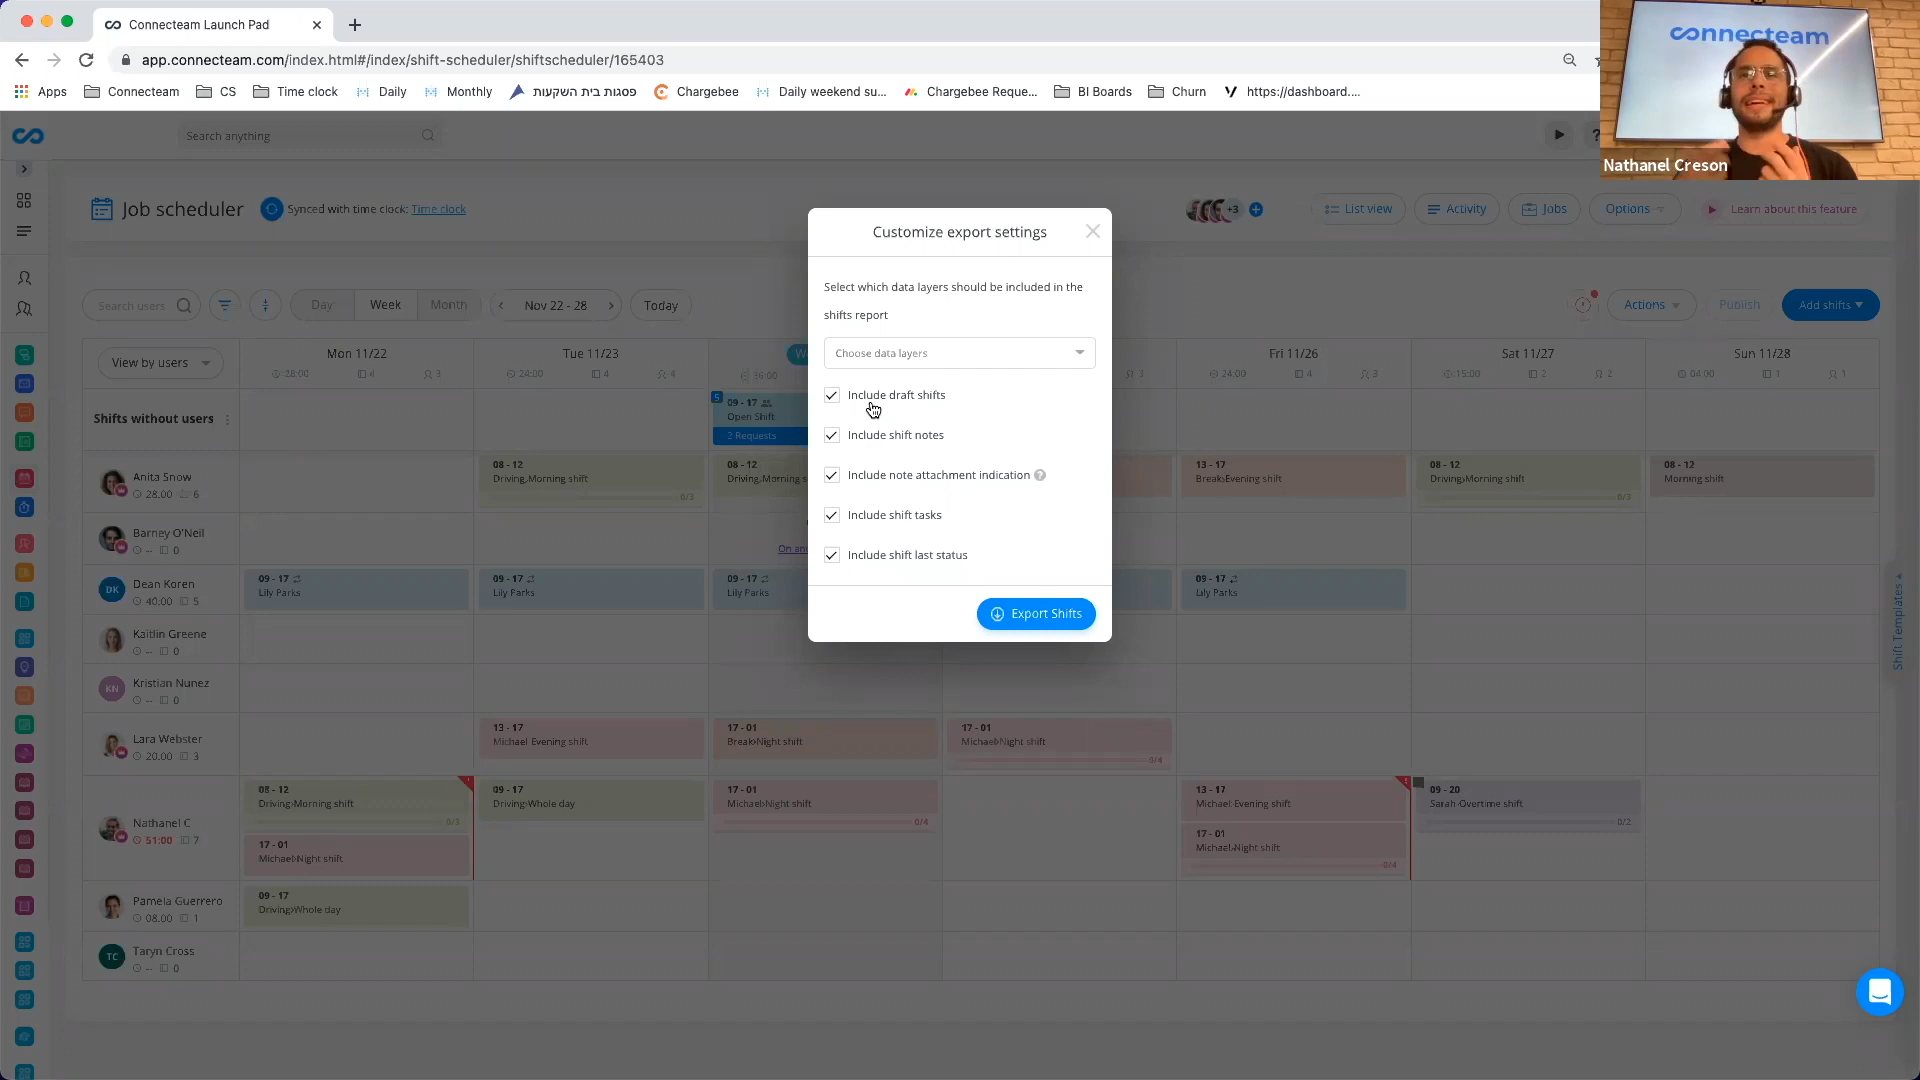 Connecteam Launch Pad
app.connecteam.com/index.html#/index/shift-scheduler/shiftscheduler/165403
Apps Connecteam CS Time clock Daily Monthly פסגות בית השקעות Chargebee Daily weekend su... Chargebee Reque... BI Boards Churn https://dashboard....
connecteam
Nathanel Creson
Search anything
?
Job scheduler
Synced with time clock: Time clock
+3
List view
Activity
Jobs
Options
Learn about this feature
Search users
Day Week Month
Nov 22 - 28
Today
Actions
Publish
Add shifts
View by users
Mon 11/22
28:00 4 3
Tue 11/23
24:00 4 4
36:00
3
Fri 11/26
24:00 4 3
Sat 11/27
15:00 2 2
Sun 11/28
04:00 1 1
Shifts without users
5
09 - 17
Open Shift
Requests
Anita Snow
28.00 6
08 - 12
Driving›Morning shift
0/3
08 - 12
Driving›Morning s
13 - 17
Break›Evening shift
08 - 12
Driving›Morning shift
0/3
08 - 12
Morning shift
Barney O'Neil
-- 0
Dean Koren
DK
40:00 5
09 - 17
Lily Parks
09 - 17
Lily Parks
09 - 17
Lily Parks
09 - 17
Lily Parks
Kaitlin Greene
-- 0
Kristian Nunez
KN
-- 0
Lara Webster
20.00 3
13 - 17
Michael›Evening shift
17 - 01
Break›Night shift
17 - 01
Michael›Night shift
0/4
Nathanel C
51:00 7
08 - 12
Driving›Morning shift
0/3
17 - 01
Michael›Night shift
09 - 17
Driving›Whole day
17 - 01
Michael›Night shift
0/4
13 - 17
Michael›Evening shift
17 - 01
Michael›Night shift
0/4
09 - 20
Sarah›Overtime shift
0/2
Pamela Guerrero
08.00 1
09 - 17
Driving›Whole day
Taryn Cross
TC
-- 0
Shift Templates
Customize export settings
Select which data layers should be included in the
shifts report
Choose data layers
Include draft shifts
Include shift notes
Include note attachment indication ?
Include shift tasks
Include shift last status
Export Shifts